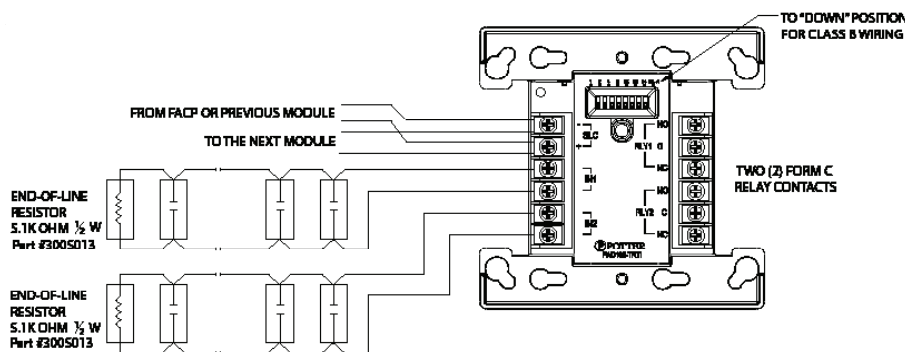 TO "DOWN" POSITION
FOR CLASS B WIRING
FROM FACP OR PREVIOUS MODULE
TO THE NEXT MODULE
- SLC
+
IN1
IN2
NO
RLY1 C
NC
NO
RLY2 C
NC
TWO (2) FORM C
RELAY CONTACTS
POTTER
END-OF-LINE
RESISTOR
5.1K OHM ½ W
Part #3005013
END-OF-LINE
RESISTOR
5.1K OHM ½ W
Part #3005013